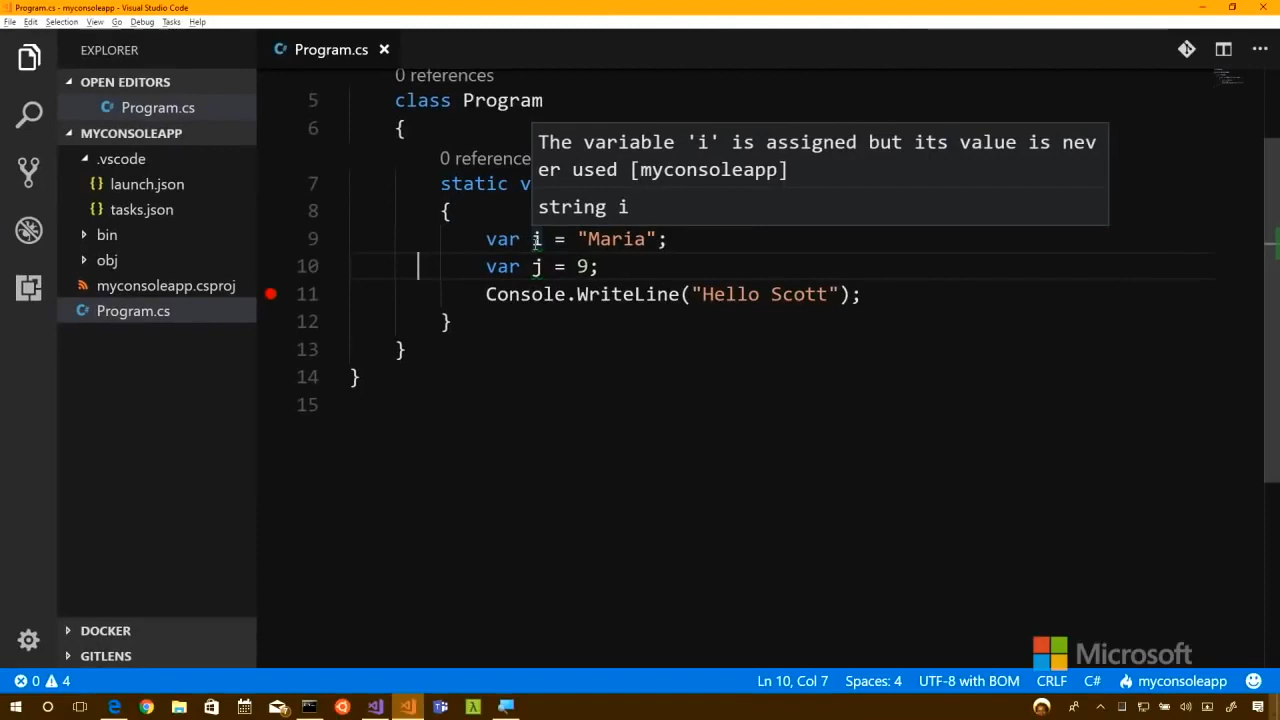 Program.cs - myconsoleapp - Visual Studio Code
File Edit Selection View Go Debug Tasks Help
EXPLORER
Program.cs
OPEN EDITORS
Program.cs
MYCONSOLEAPP
.vscode
launch.json
tasks.json
bin
obj
myconsoleapp.csproj
Program.cs
DOCKER
GITLENS
0 references
5 class Program
6 {
0 reference
7 static v
8 {
9 var i = "Maria";
10 var j = 9;
11 Console.WriteLine("Hello Scott");
12 }
13 }
14 }
15
The variable 'i' is assigned but its value is nev
er used [myconsoleapp]
string i
Microsoft
0 4 Ln 10, Col 7 Spaces: 4 UTF-8 with BOM CRLF C# myconsoleapp